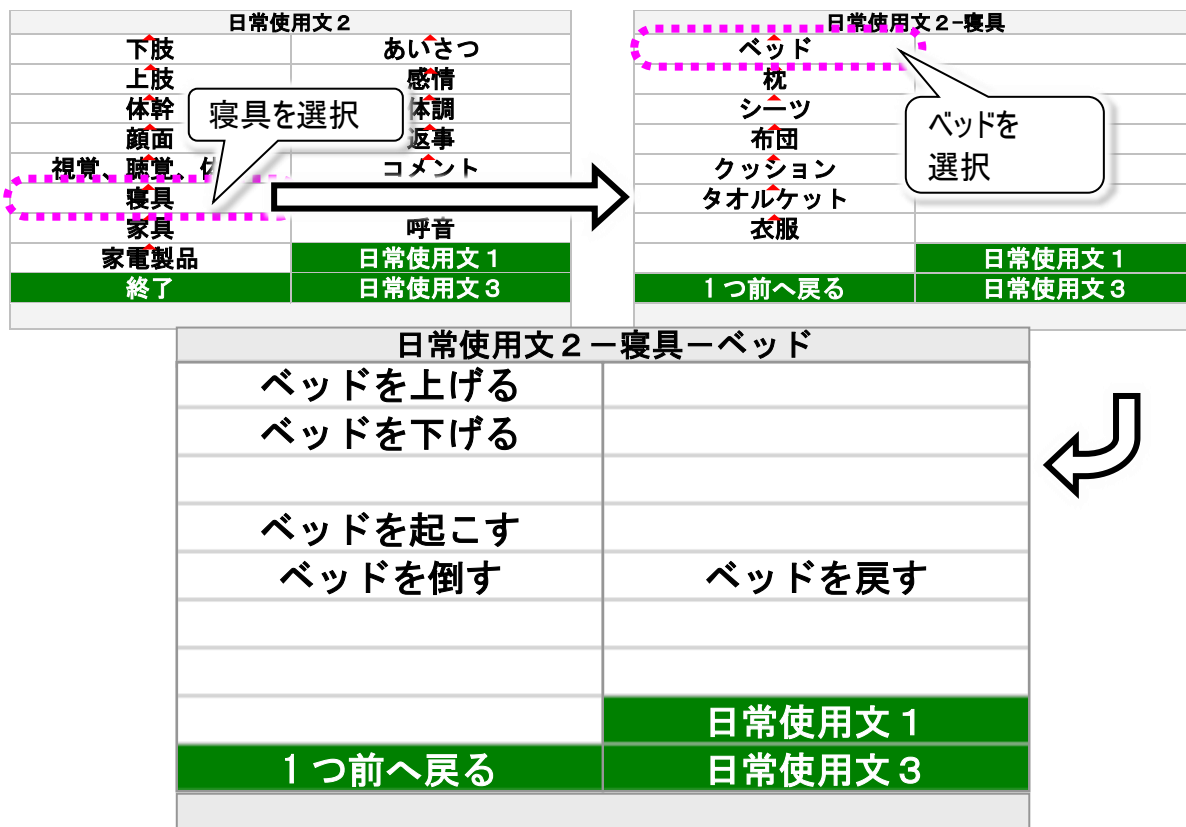 日常使用文２
下肢 あいさつ
上肢 感情
体幹 体調
顔面 返事
視覚、聴覚、 コメント
寝具
家具 呼音
家電製品 日常使用文１
終了 日常使用文３
寝具を選択
日常使用文２-寝具
ベッド
枕
シーツ
布団
クッション
タオルケット
衣服
日常使用文１
１つ前へ戻る 日常使用文３
ベッドを
選択
日常使用文２－寝具－ベッド
ベッドを上げる
ベッドを下げる
ベッドを起こす
ベッドを倒す ベッドを戻す
日常使用文１
１つ前へ戻る 日常使用文３